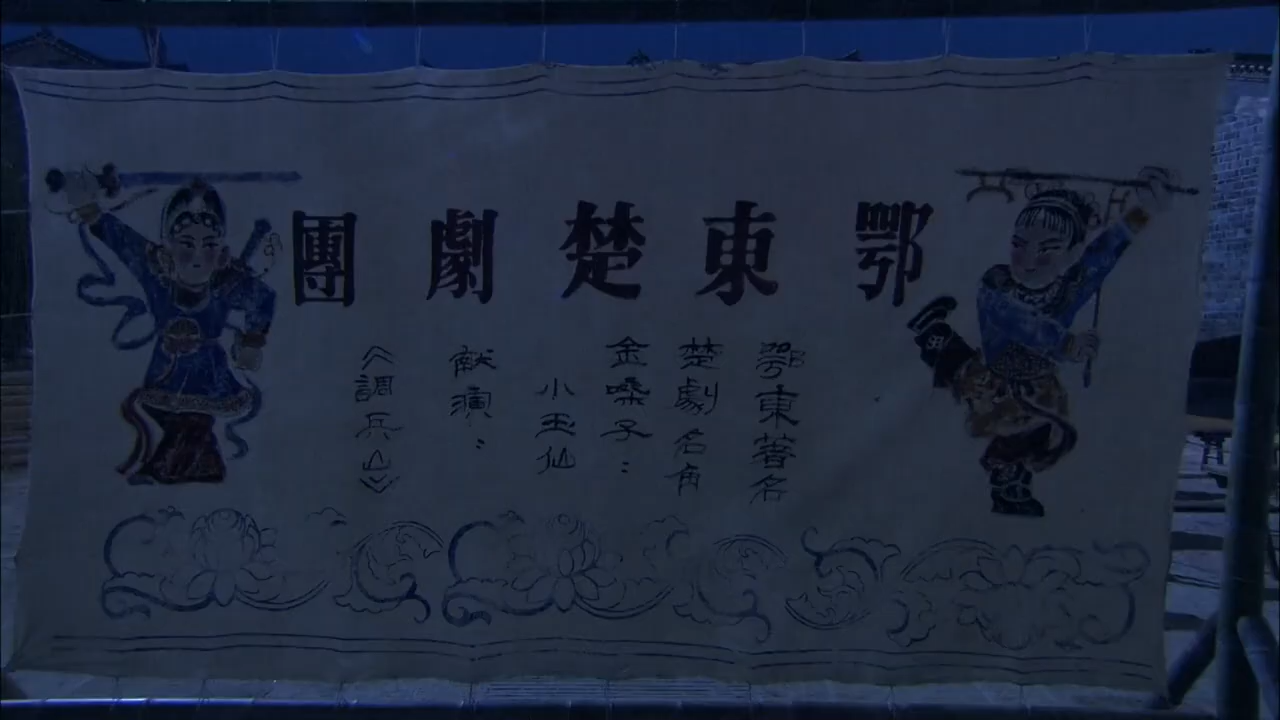 鄂東楚劇團
鄂東著名
楚劇名角
金嗓子：
小玉仙
獻演：
《調兵山》